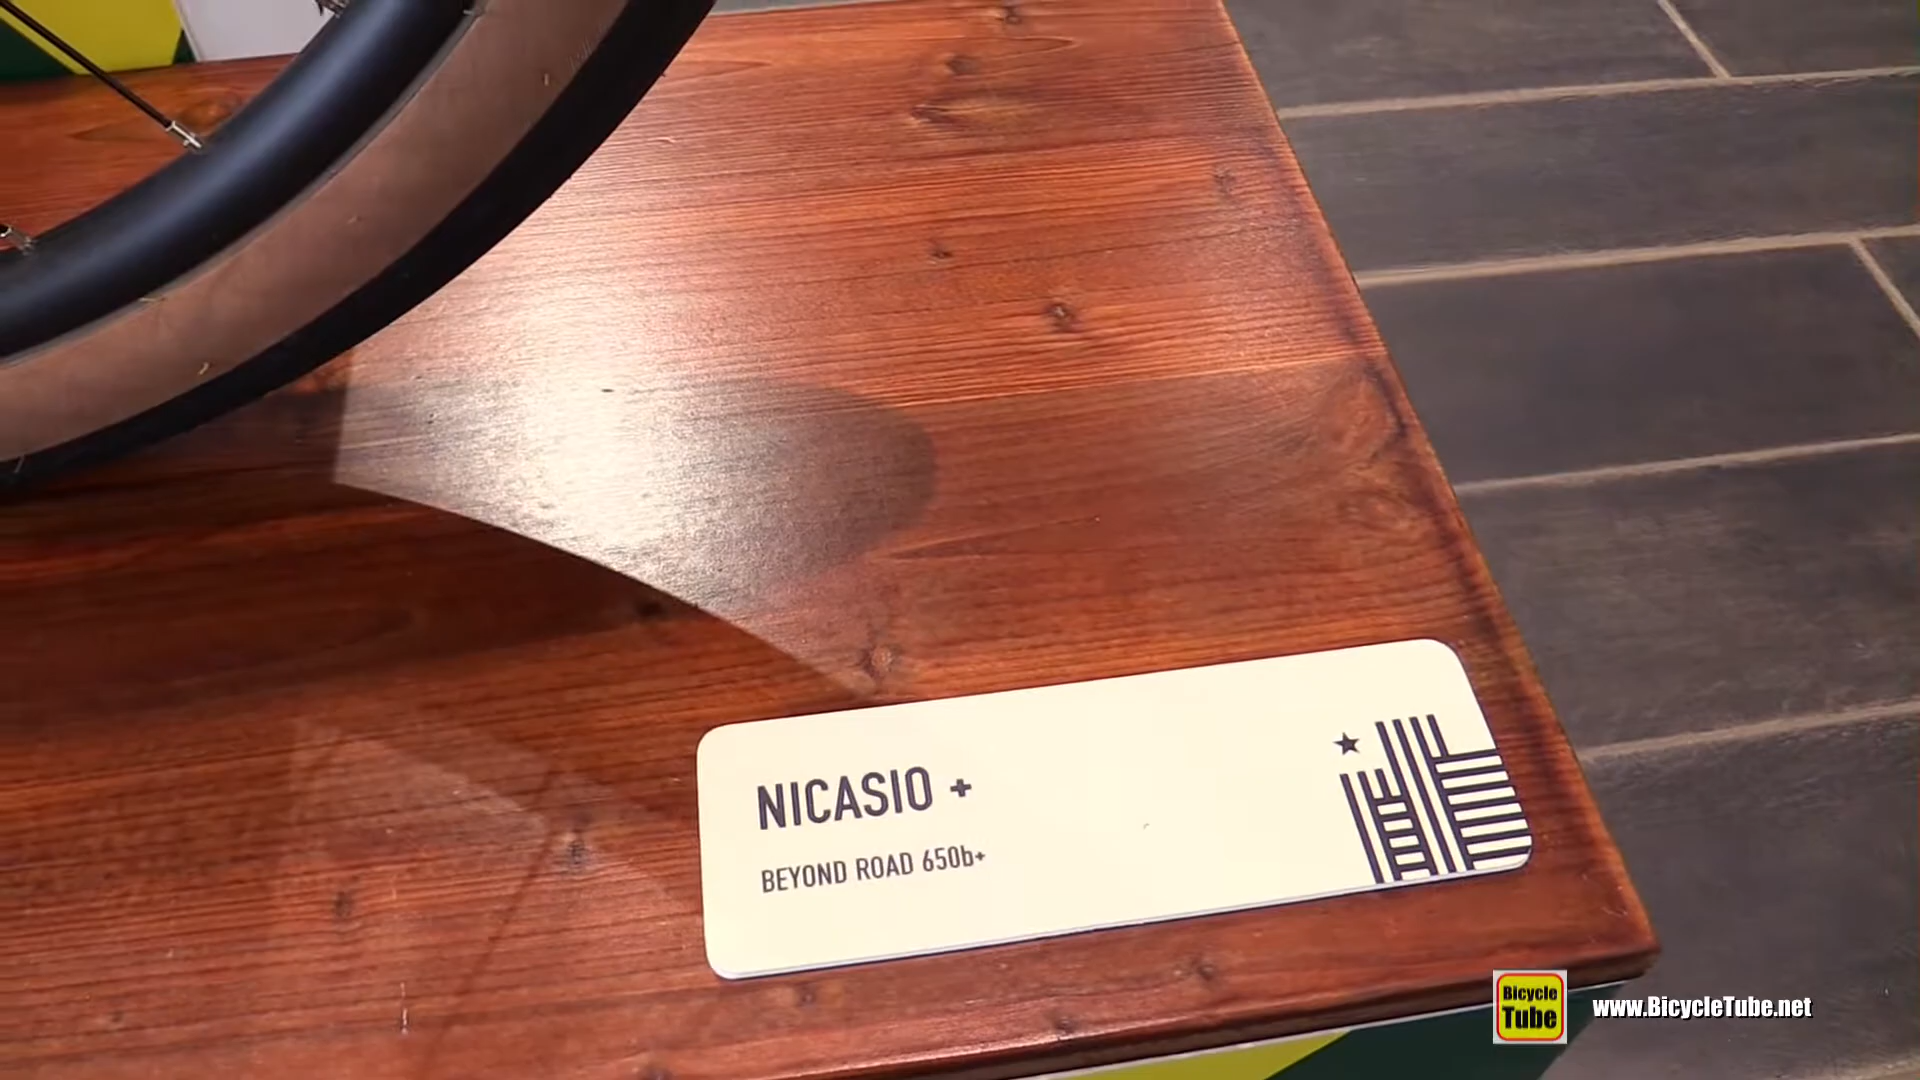 NICASIO +
BEYOND ROAD 650b+
Bicycle
Tube
www.BicycleTube.net